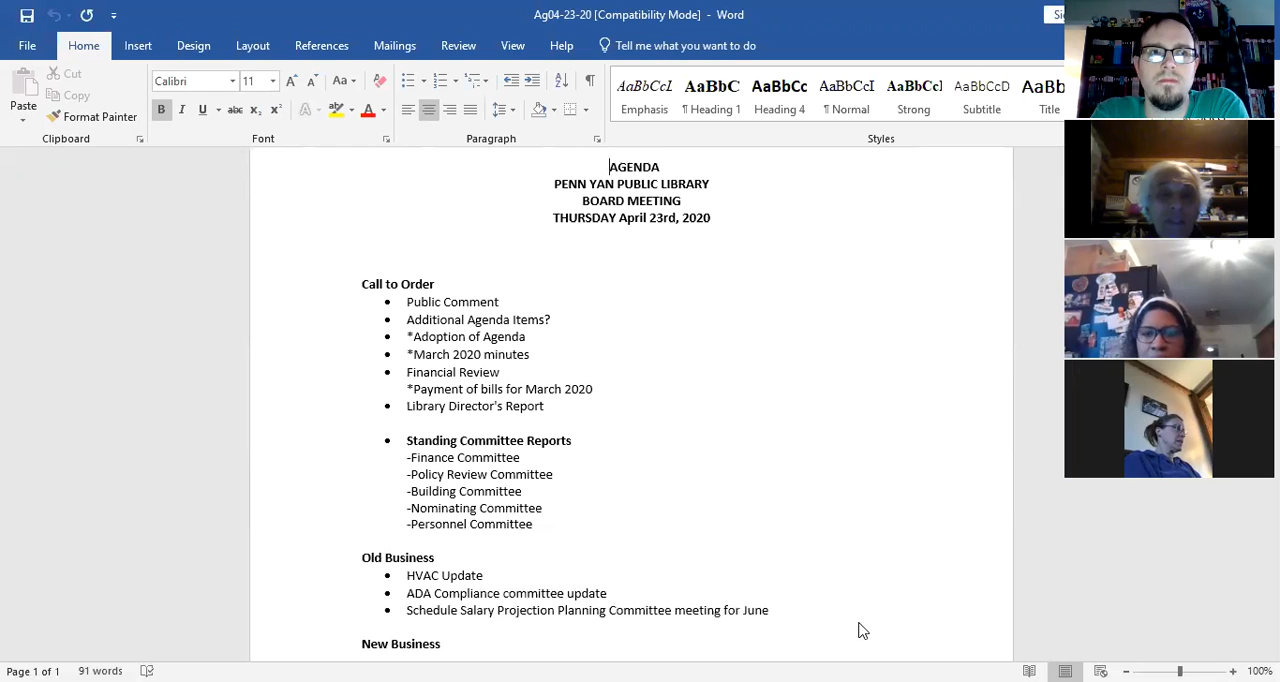 Ag04-23-20 [Compatibility Mode] - Word
File Home Insert Design Layout References Mailings Review View Help Tell me what you want to do
Paste
Cut
Copy
Format Painter
Clipboard
Calibri 11
B I U abc x₂ x²
Font
Paragraph
AaBbCcI AaBbC AaBbCc AaBbCcI AaBbCcI AaBbCcD AaBb
Emphasis ¶ Heading 1 Heading 4 ¶ Normal Strong Subtitle Title
Styles
AGENDA
PENN YAN PUBLIC LIBRARY
BOARD MEETING
THURSDAY April 23rd, 2020
Call to Order
• Public Comment
• Additional Agenda Items?
• *Adoption of Agenda
• *March 2020 minutes
• Financial Review
*Payment of bills for March 2020
• Library Director's Report
• Standing Committee Reports
-Finance Committee
-Policy Review Committee
-Building Committee
-Nominating Committee
-Personnel Committee
Old Business
• HVAC Update
• ADA Compliance committee update
• Schedule Salary Projection Planning Committee meeting for June
New Business
Page 1 of 1 91 words 100%